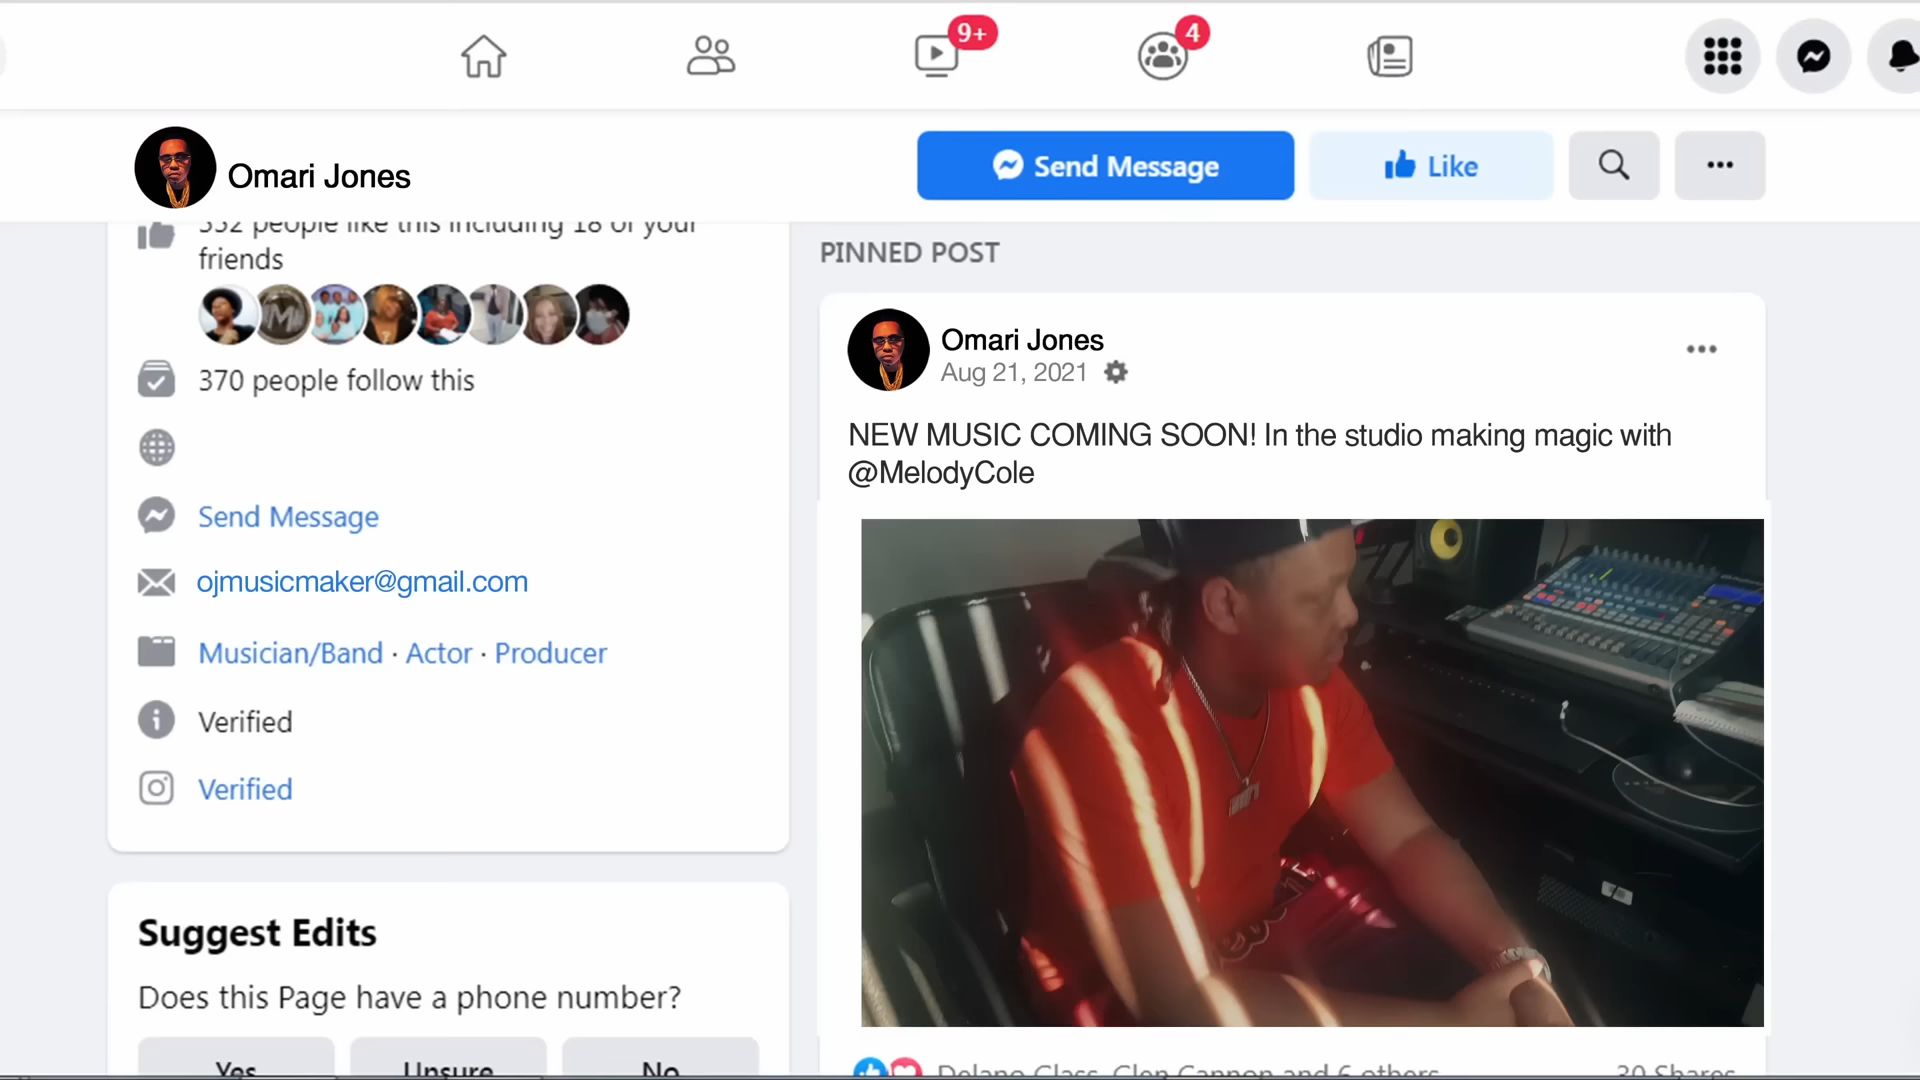 9+
4
Omari Jones
Send Message
Like
352 people like this including 18 of your
friends
370 people follow this
Send Message
ojmusicmaker@gmail.com
Musician/Band · Actor · Producer
Verified
Verified
Suggest Edits
Does this Page have a phone number?
Yes
Unsure
No
PINNED POST
Omari Jones
Aug 21, 2021
NEW MUSIC COMING SOON! In the studio making magic with
@MelodyCole
Delano Glass, Glen Cannon and 6 others
30 Shares